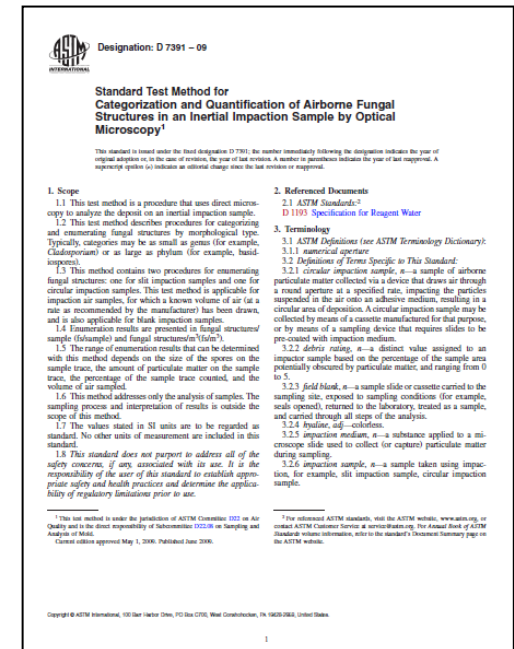 ASTM
INTERNATIONAL
Designation: D 7391 – 09
Standard Test Method for
Categorization and Quantification of Airborne Fungal
Structures in an Inertial Impaction Sample by Optical
Microscopy1
This standard is issued under the fixed designation D 7391; the number immediately following the designation indicates the year of
original adoption or, in the case of revision, the year of last revision. A number in parentheses indicates the year of last reapproval. A
superscript epsilon (ε) indicates an editorial change since the last revision or reapproval.
1. Scope
1.1 This test method is a procedure that uses direct micros-
copy to analyze the deposit on an inertial impaction sample.
1.2 This test method describes procedures for categorizing
and enumerating fungal structures by morphological type.
Typically, categories may be as small as genus (for example,
Cladosporium) or as large as phylum (for example, basid-
iospores).
1.3 This method contains two procedures for enumerating
fungal structures: one for slit impaction samples and one for
circular impaction samples. This test method is applicable for
impaction air samples, for which a known volume of air (at a
rate as recommended by the manufacturer) has been drawn,
and is also applicable for blank impaction samples.
1.4 Enumeration results are presented in fungal structures/
sample (fs/sample) and fungal structures/m3(fs/m3).
1.5 The range of enumeration results that can be determined
with this method depends on the size of the spores on the
sample trace, the amount of particulate matter on the sample
trace, the percentage of the sample trace counted, and the
volume of air sampled.
1.6 This method addresses only the analysis of samples. The
sampling process and interpretation of results is outside the
scope of this method.
1.7 The values stated in SI units are to be regarded as
standard. No other units of measurement are included in this
standard.
1.8 This standard does not purport to address all of the
safety concerns, if any, associated with its use. It is the
responsibility of the user of this standard to establish appro-
priate safety and health practices and determine the applica-
bility of regulatory limitations prior to use.
2. Referenced Documents
2.1 ASTM Standards:2
D 1193 Specification for Reagent Water
3. Terminology
3.1 ASTM Definitions (see ASTM Terminology Dictionary):
3.1.1 numerical aperture
3.2 Definitions of Terms Specific to This Standard:
3.2.1 circular impaction sample, n—a sample of airborne
particulate matter collected via a device that draws air through
a round aperture at a specified rate, impacting the particles
suspended in the air onto an adhesive medium, resulting in a
circular area of deposition. A circular impaction sample may be
collected by means of a cassette manufactured for that purpose,
or by means of a sampling device that requires slides to be
pre-coated with impaction medium.
3.2.2 debris rating, n—a distinct value assigned to an
impactor sample based on the percentage of the sample area
potentially obscured by particulate matter, and ranging from 0
to 5.
3.2.3 field blank, n—a sample slide or cassette carried to the
sampling site, exposed to sampling conditions (for example,
seals opened), returned to the laboratory, treated as a sample,
and carried through all steps of the analysis.
3.2.4 hyaline, adj—colorless.
3.2.5 impaction medium, n—a substance applied to a mi-
croscope slide used to collect (or capture) particulate matter
during sampling.
3.2.6 impaction sample, n—a sample taken using impac-
tion, for example, slit impaction sample, circular impaction
sample.
1 This test method is under the jurisdiction of ASTM Committee D22 on Air
Quality and is the direct responsibility of Subcommittee D22.08 on Sampling and
Analysis of Mold.
Current edition approved May 1, 2009. Published June 2009.
2 For referenced ASTM standards, visit the ASTM website, www.astm.org, or
contact ASTM Customer Service at service@astm.org. For Annual Book of ASTM
Standards volume information, refer to the standard's Document Summary page on
the ASTM website.
Copyright © ASTM International, 100 Barr Harbor Drive, PO Box C700, West Conshohocken, PA 19428-2959, United States.
1